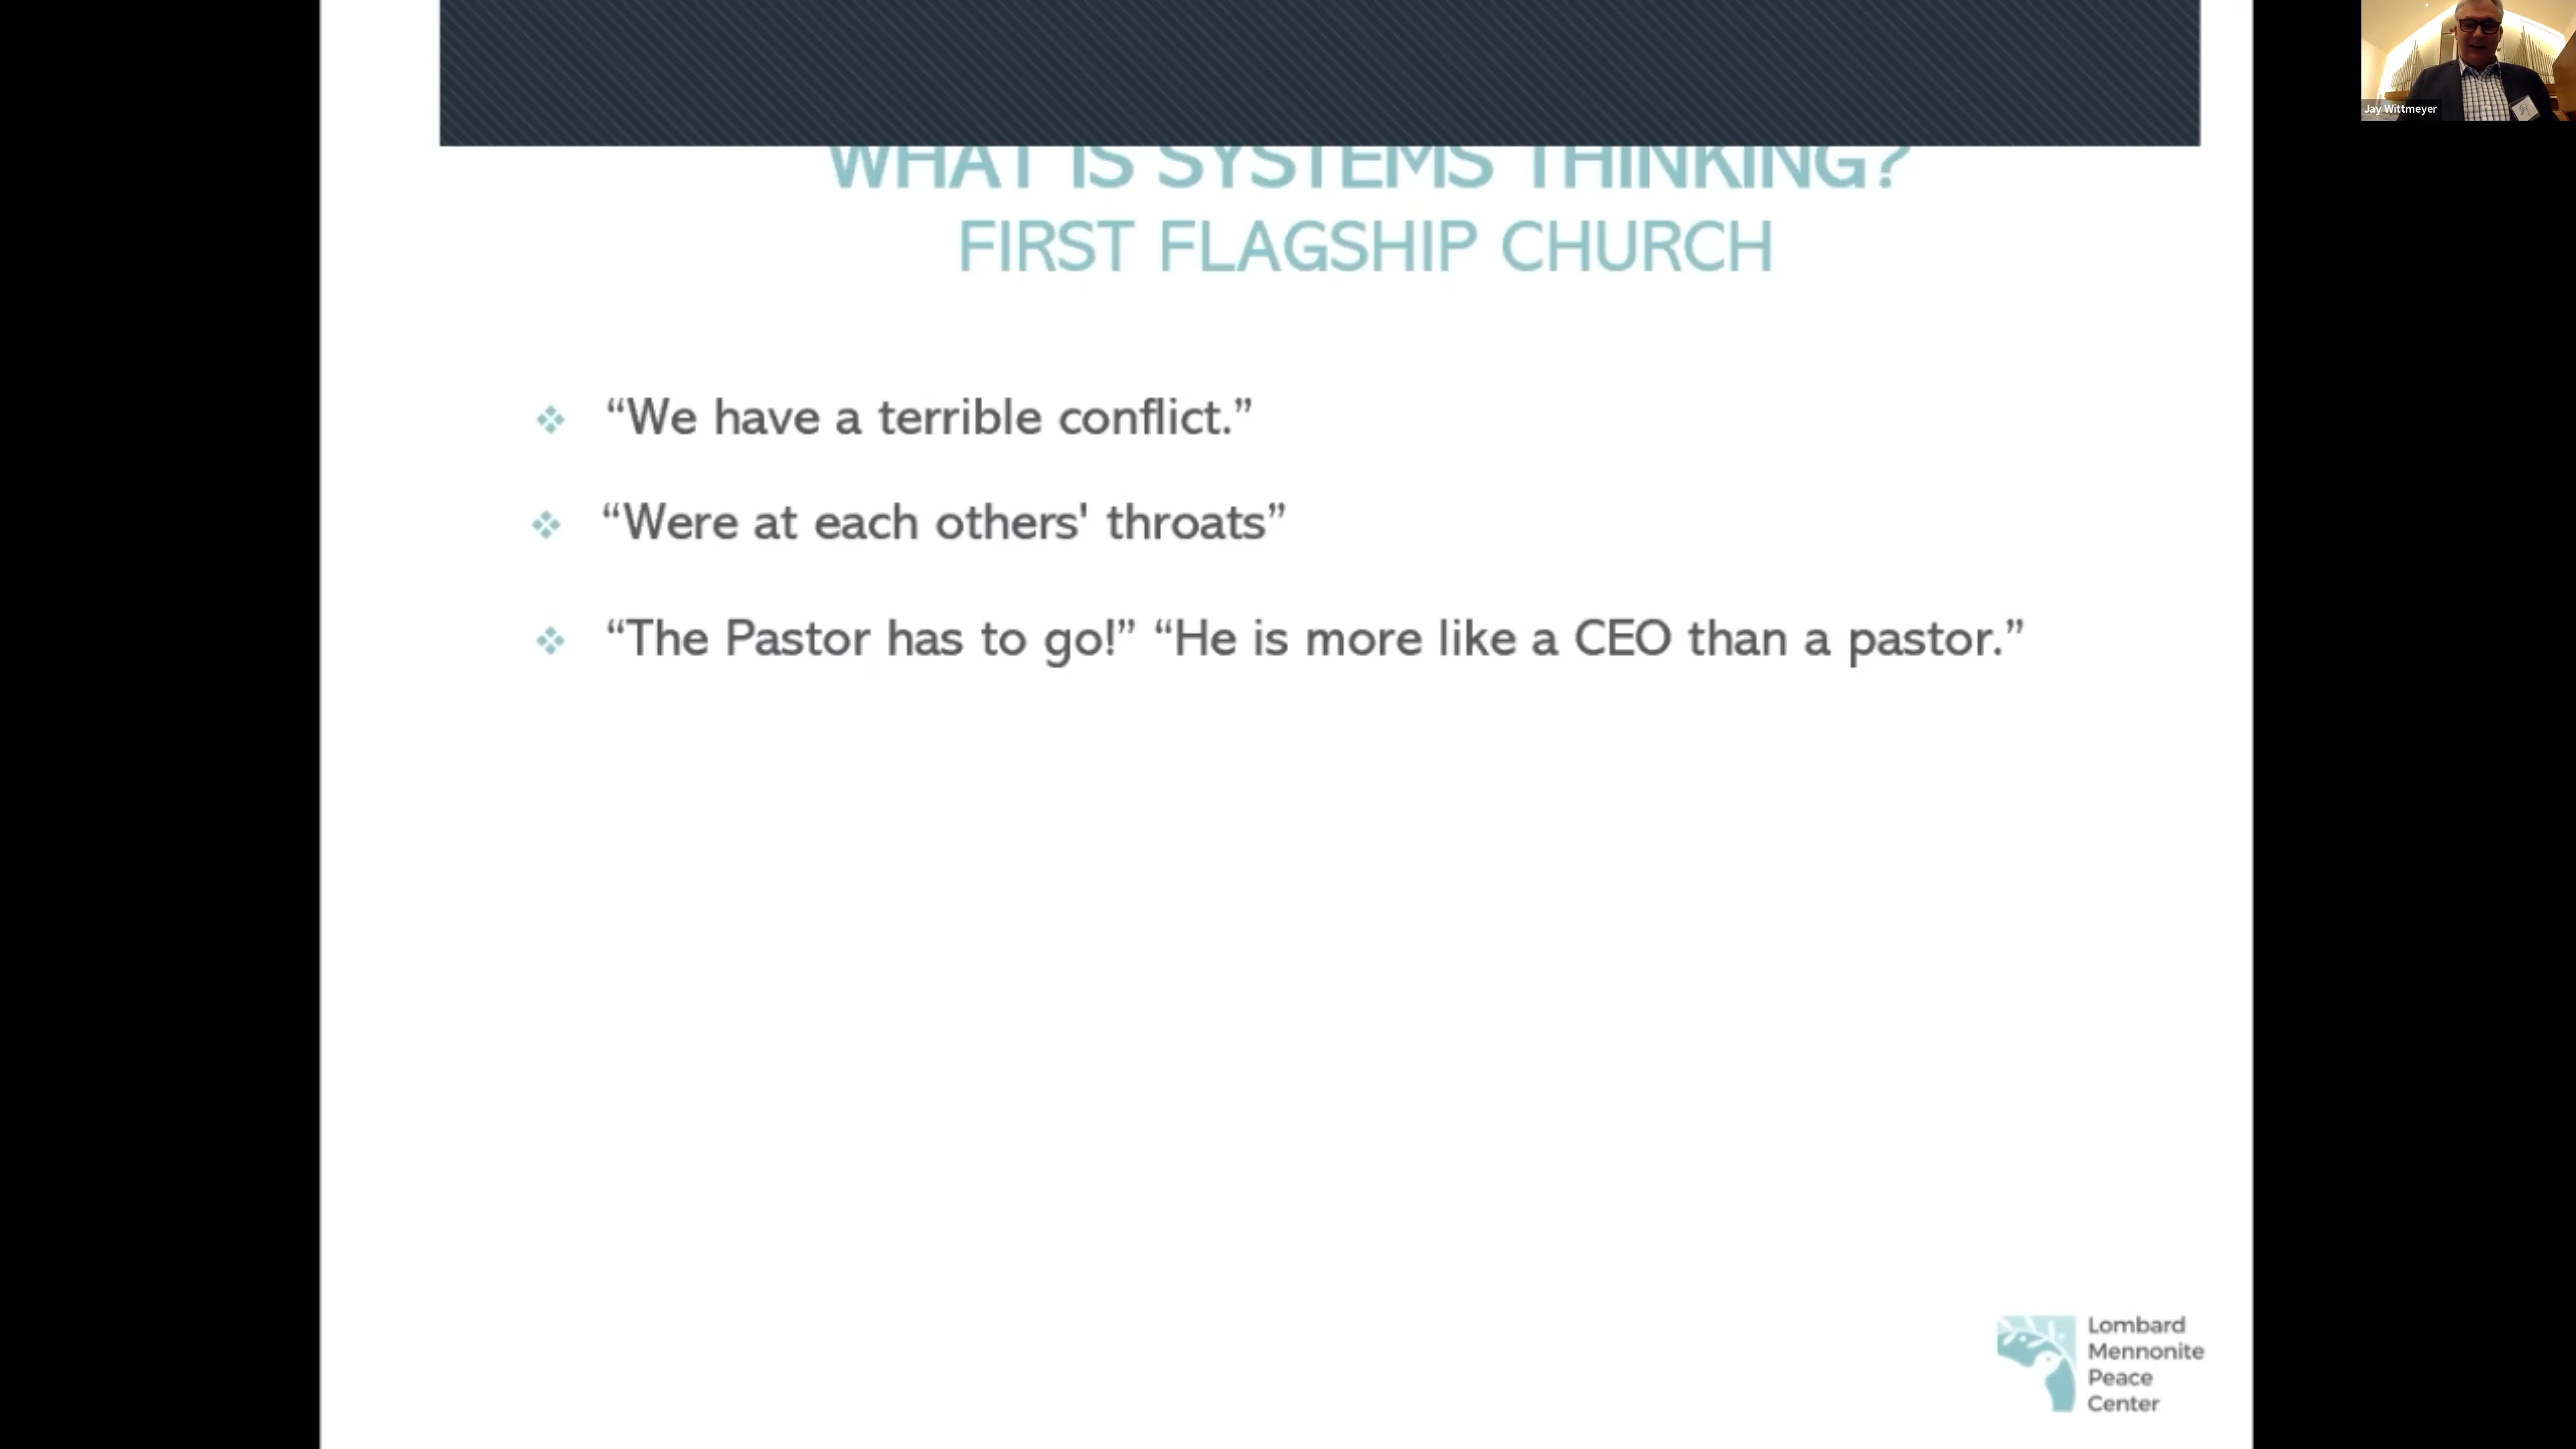 WHAT IS SYSTEMS THINKING?
FIRST FLAGSHIP CHURCH
“We have a terrible conflict.”
“Were at each others' throats”
“The Pastor has to go!” “He is more like a CEO than a pastor.”
Lombard
Mennonite
Peace
Center
Jay Wittmeyer